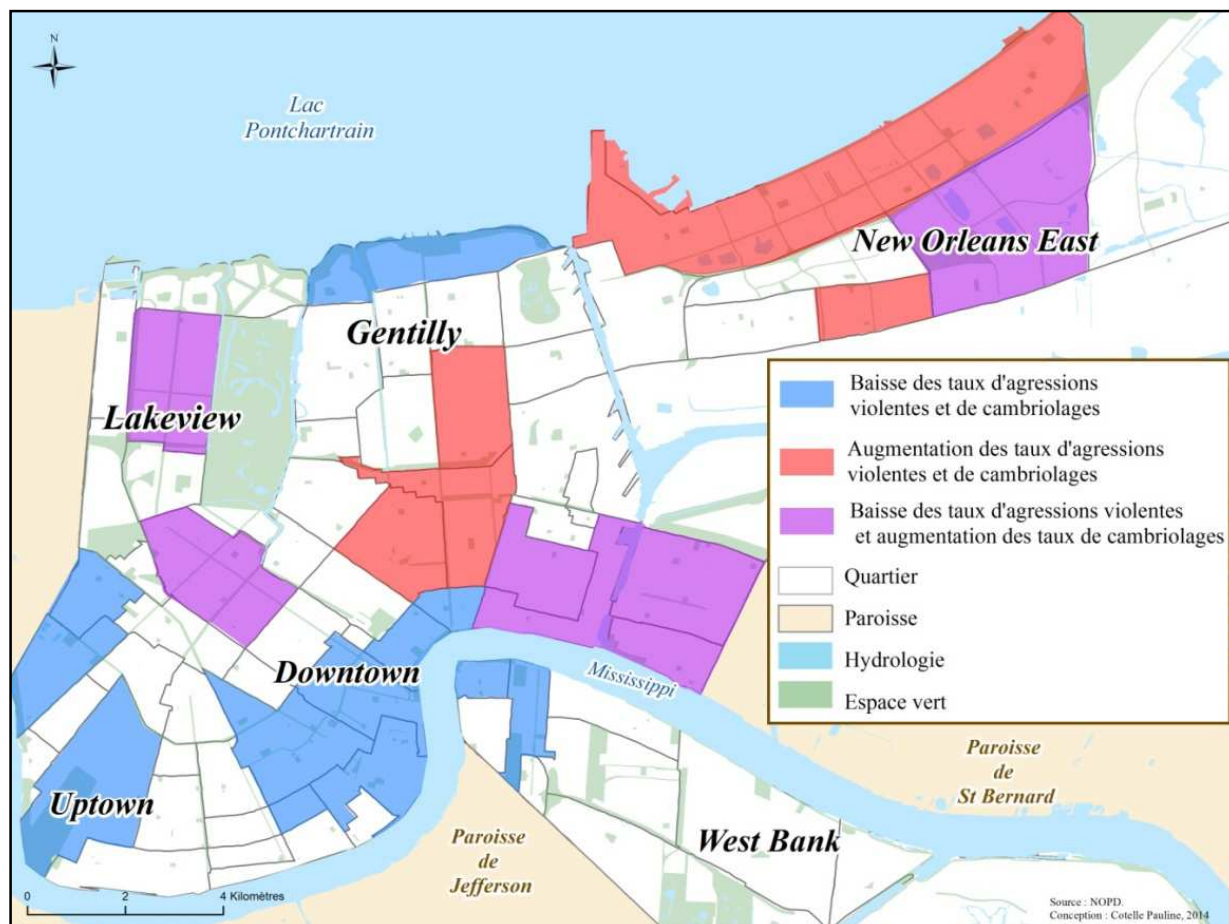 N
Lac
Pontchartrain
New Orleans East
Gentilly
Lakeview
Downtown
Mississippi
Uptown
West Bank
Paroisse
de
Jefferson
Paroisse
de
St Bernard
Baisse des taux d'agressions
violentes et de cambriolages
Augmentation des taux d'agressions
violentes et de cambriolages
Baisse des taux d'agressions violentes
et augmentation des taux de cambriolages
Quartier
Paroisse
Hydrologie
Espace vert
0 2 4 Kilomètres
Source : NOPD.
Conception : Cotelle Pauline, 2014